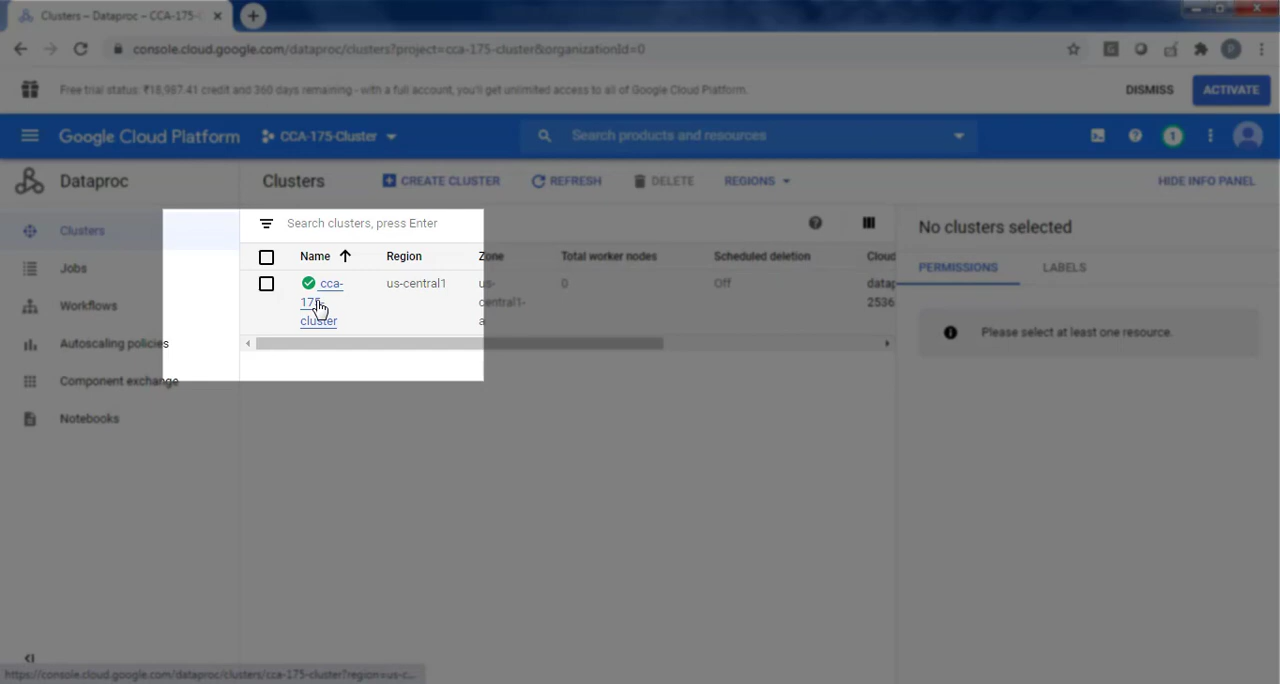 Clusters – Dataproc – CCA-175-C
console.cloud.google.com/dataproc/clusters?project=cca-175-cluster&organizationId=0
Free trial status: ₹18,987.41 credit and 360 days remaining - with a full account, you'll get unlimited access to all of Google Cloud Platform.
DISMISS
ACTIVATE
Google Cloud Platform
CCA-175-Cluster
Search products and resources
1
Dataproc
Clusters
CREATE CLUSTER
REFRESH
DELETE
REGIONS
HIDE INFO PANEL
Clusters
Jobs
Workflows
Autoscaling policies
Component exchange
Notebooks
Search clusters, press Enter
Name Region Zone Total worker nodes Scheduled deletion Cloud
cca-175-cluster us-central1 us-central1-a 0 Off datap
2536
No clusters selected
PERMISSIONS
LABELS
Please select at least one resource.
https://console.cloud.google.com/dataproc/clusters/cca-175-cluster?region=us-c...